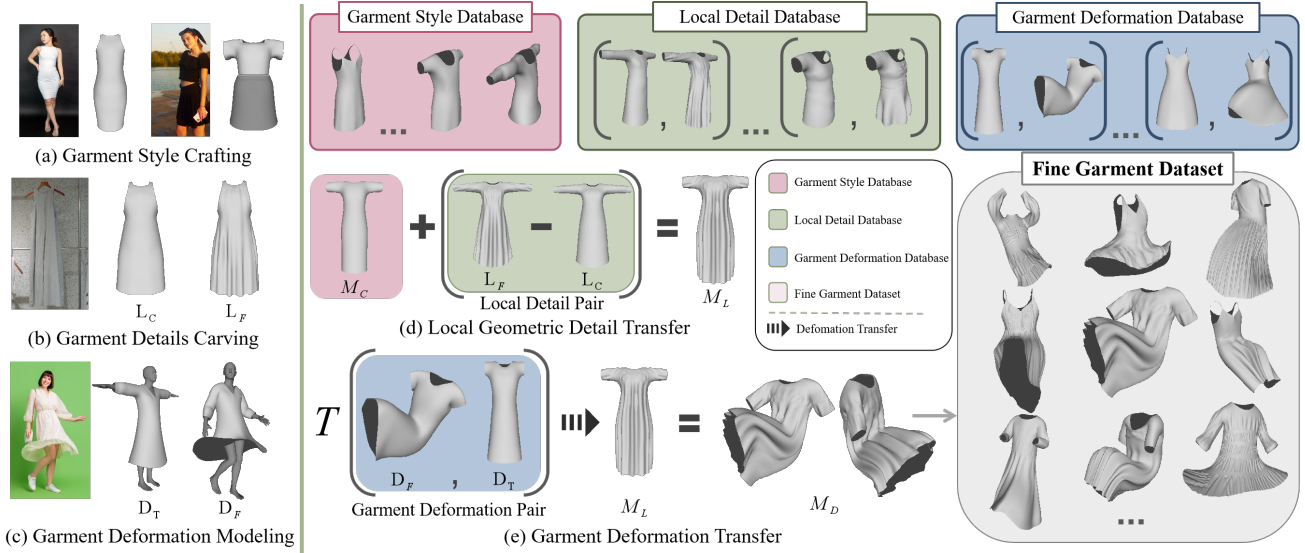 Garment Style Database
Local Detail Database
Garment Deformation Database
, ... ,
, ... ,
(a) Garment Style Crafting
L_C L_F
(b) Garment Details Carving
D_T D_F
(c) Garment Deformation Modeling
M_C + ( L_F − L_C ) = M_L
Local Detail Pair
(d) Local Geometric Detail Transfer
Garment Style Database
Local Detail Database
Garment Deformation Database
Fine Garment Dataset
Defomation Transfer
T ( D_F , D_T ) M_L = M_D
Garment Deformation Pair
(e) Garment Deformation Transfer
Fine Garment Dataset
...